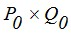 P₀ × Q₀